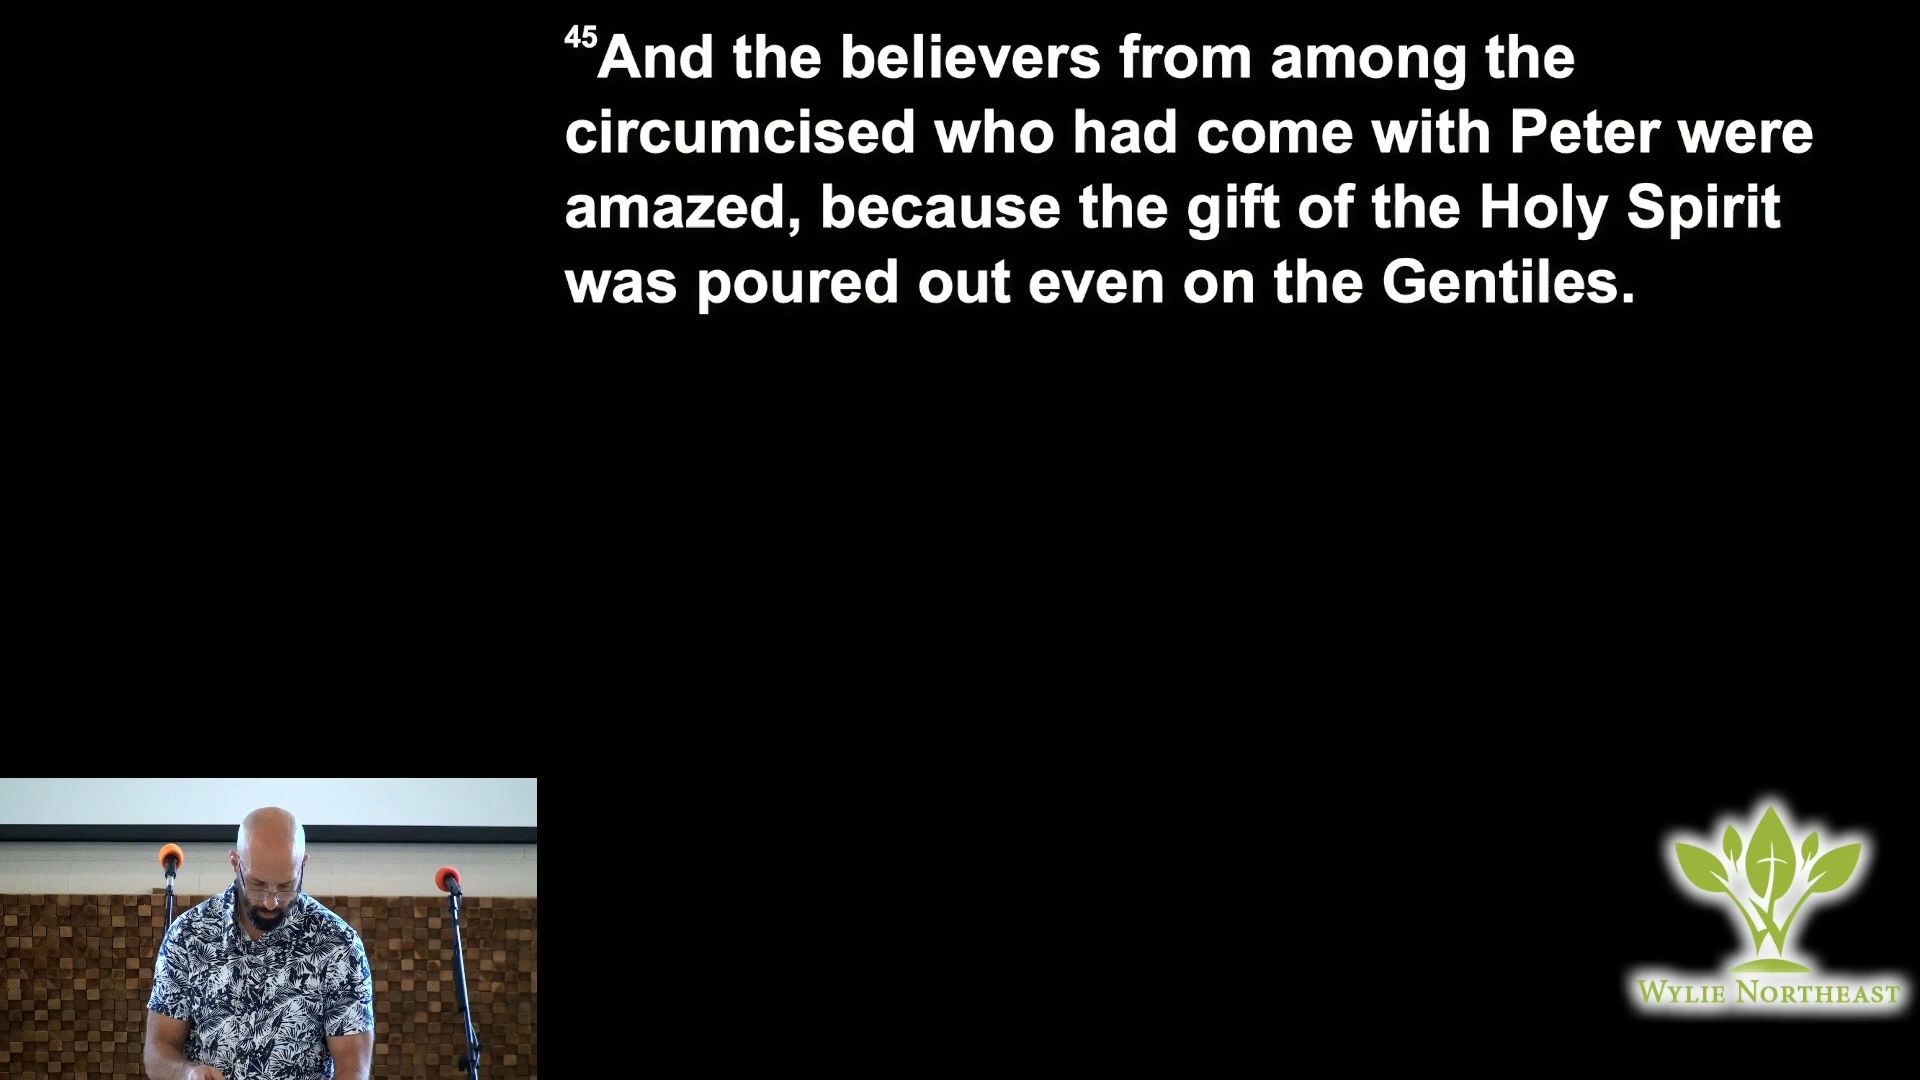 45And the believers from among the
circumcised who had come with Peter were
amazed, because the gift of the Holy Spirit
was poured out even on the Gentiles.
WYLIE NORTHEAST